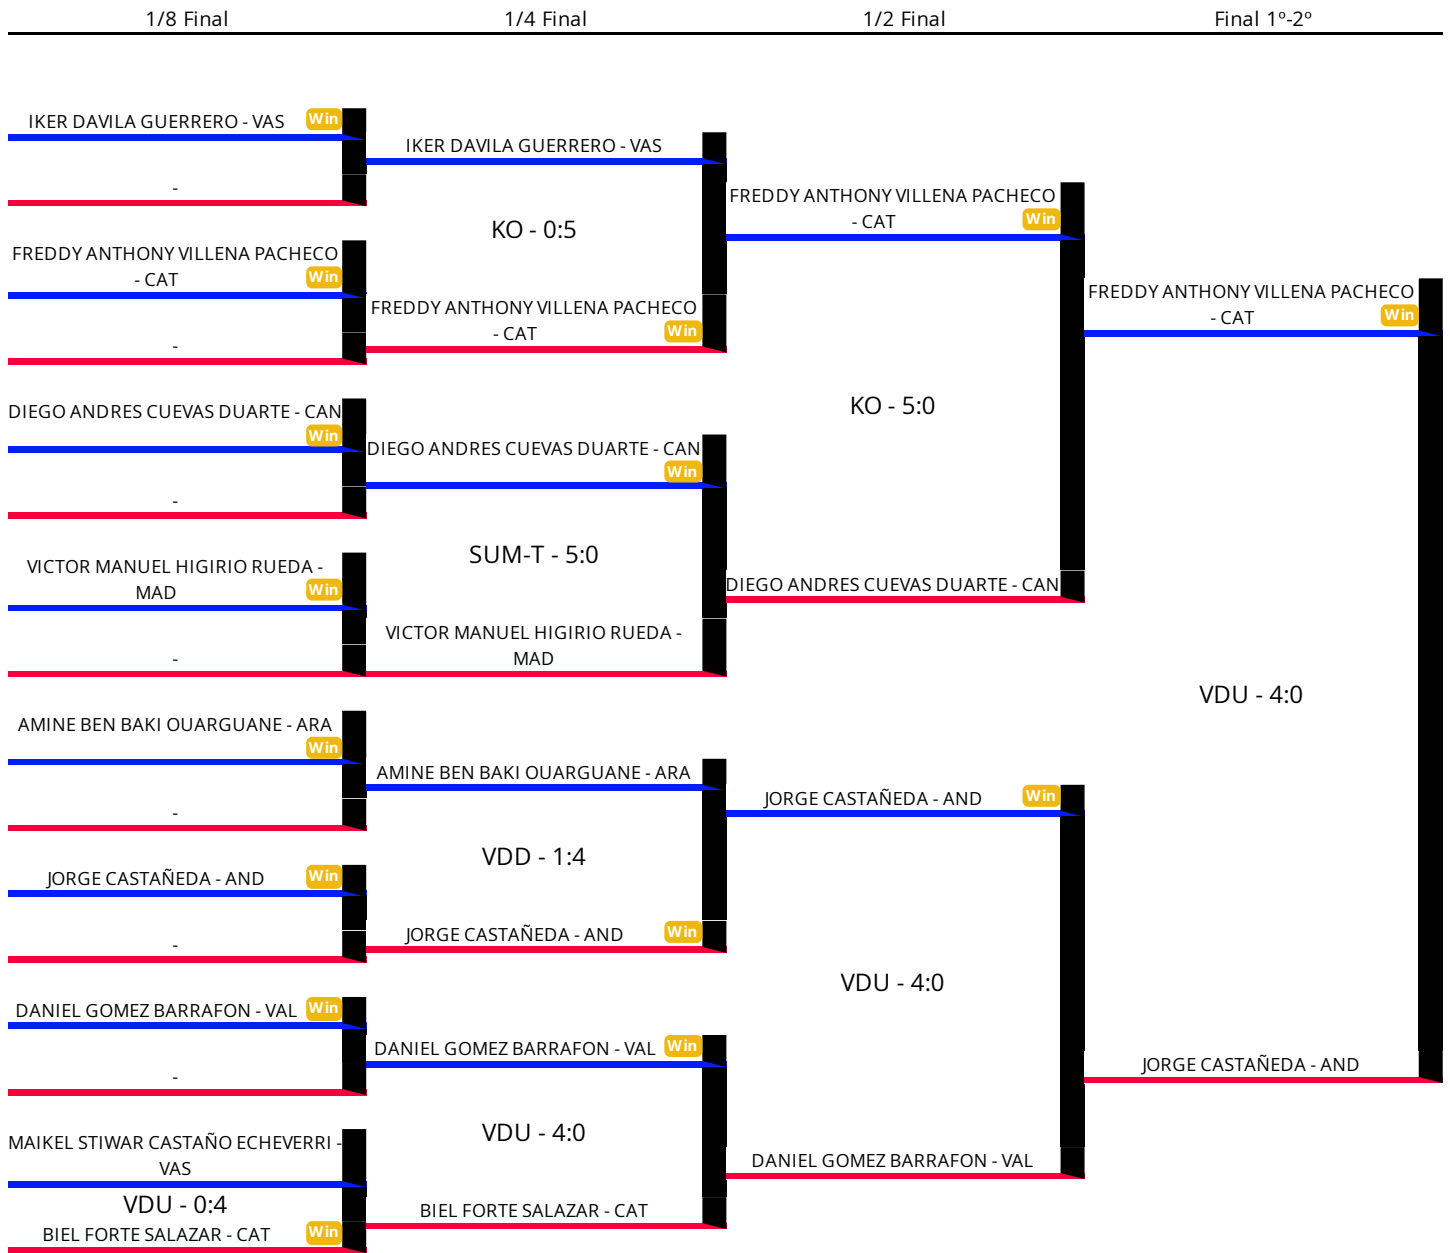 1/8 Final
1/4 Final
1/2 Final
Final 1º-2º
IKER DAVILA GUERRERO - VAS
Win
-
FREDDY ANTHONY VILLENA PACHECO
- CAT
Win
-
DIEGO ANDRES CUEVAS DUARTE - CAN
Win
-
VICTOR MANUEL HIGIRIO RUEDA -
MAD
Win
-
AMINE BEN BAKI OUARGUANE - ARA
Win
-
JORGE CASTAÑEDA - AND
Win
-
DANIEL GOMEZ BARRAFON - VAL
Win
-
MAIKEL STIWAR CASTAÑO ECHEVERRI -
VAS
VDU - 0:4
BIEL FORTE SALAZAR - CAT
Win
IKER DAVILA GUERRERO - VAS
KO - 0:5
FREDDY ANTHONY VILLENA PACHECO
- CAT
Win
DIEGO ANDRES CUEVAS DUARTE - CAN
Win
SUM-T - 5:0
VICTOR MANUEL HIGIRIO RUEDA -
MAD
AMINE BEN BAKI OUARGUANE - ARA
VDD - 1:4
JORGE CASTAÑEDA - AND
Win
DANIEL GOMEZ BARRAFON - VAL
Win
VDU - 4:0
BIEL FORTE SALAZAR - CAT
FREDDY ANTHONY VILLENA PACHECO
- CAT
Win
KO - 5:0
DIEGO ANDRES CUEVAS DUARTE - CAN
JORGE CASTAÑEDA - AND
Win
VDU - 4:0
DANIEL GOMEZ BARRAFON - VAL
FREDDY ANTHONY VILLENA PACHECO
- CAT
Win
VDU - 4:0
JORGE CASTAÑEDA - AND